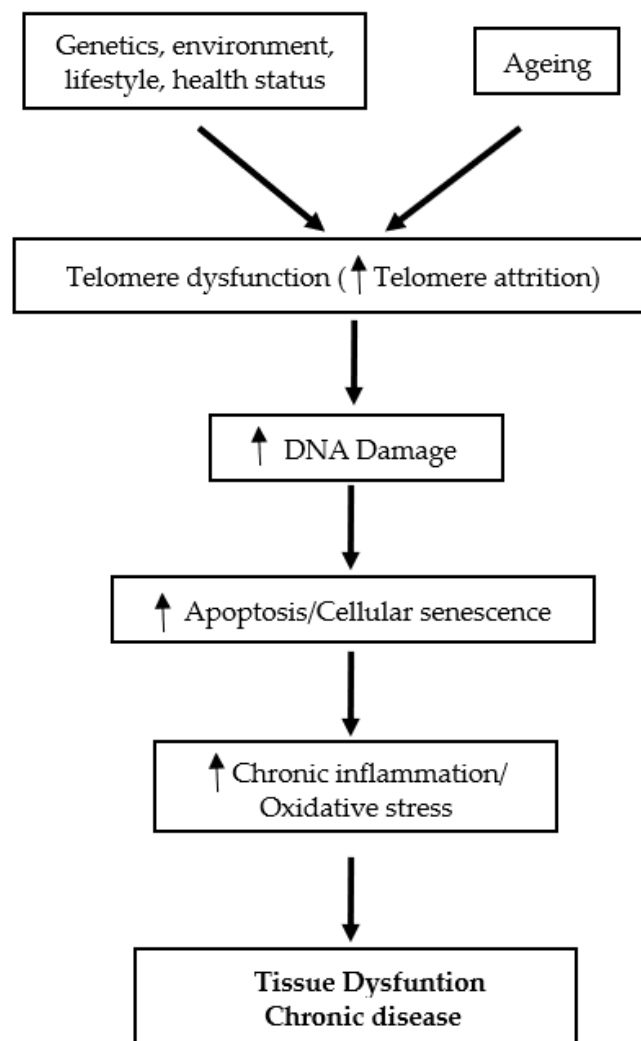 Genetics, environment,
lifestyle, health status
Ageing
Telomere dysfunction (↑ Telomere attrition)
↑ DNA Damage
↑ Apoptosis/Cellular senescence
↑ Chronic inflammation/
Oxidative stress
Tissue Dysfuntion
Chronic disease